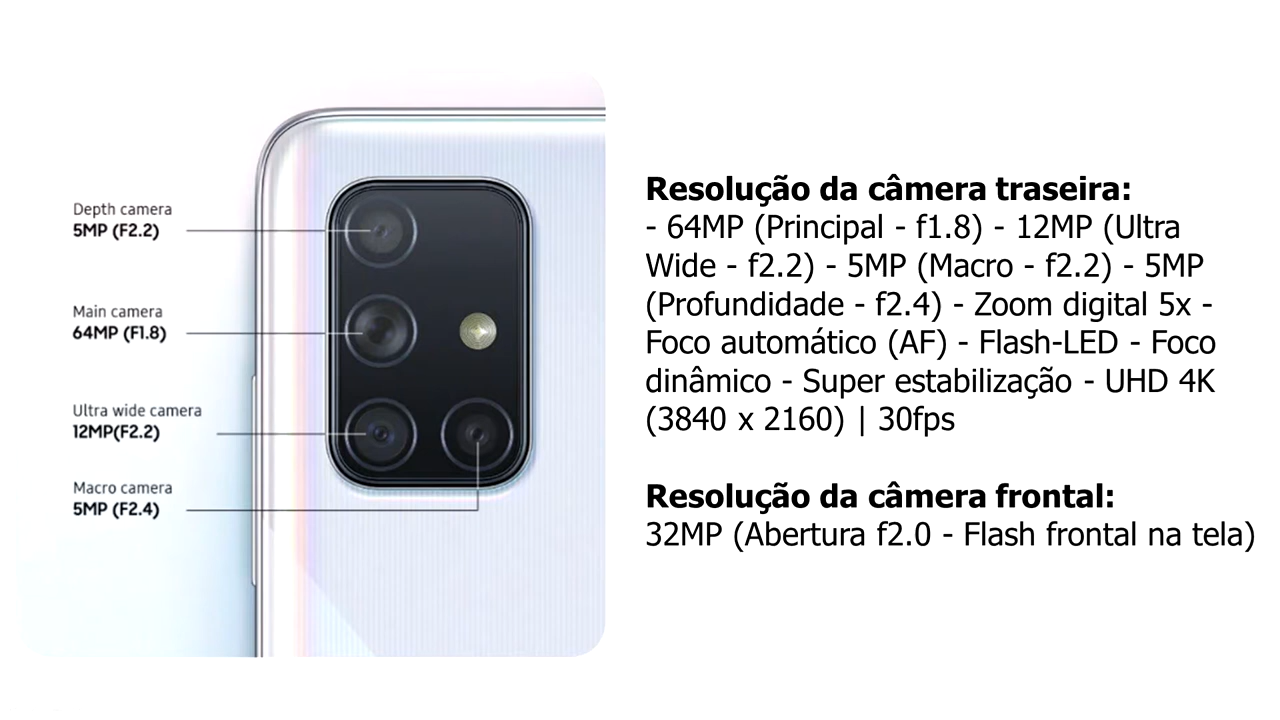 Depth camera
5MP (F2.2)
Main camera
64MP (F1.8)
Ultra wide camera
12MP(F2.2)
Macro camera
5MP (F2.4)
Resolução da câmera traseira:
- 64MP (Principal - f1.8) - 12MP (Ultra
Wide - f2.2) - 5MP (Macro - f2.2) - 5MP
(Profundidade - f2.4) - Zoom digital 5x -
Foco automático (AF) - Flash-LED - Foco
dinâmico - Super estabilização - UHD 4K
(3840 x 2160) | 30fps
Resolução da câmera frontal:
32MP (Abertura f2.0 - Flash frontal na tela)